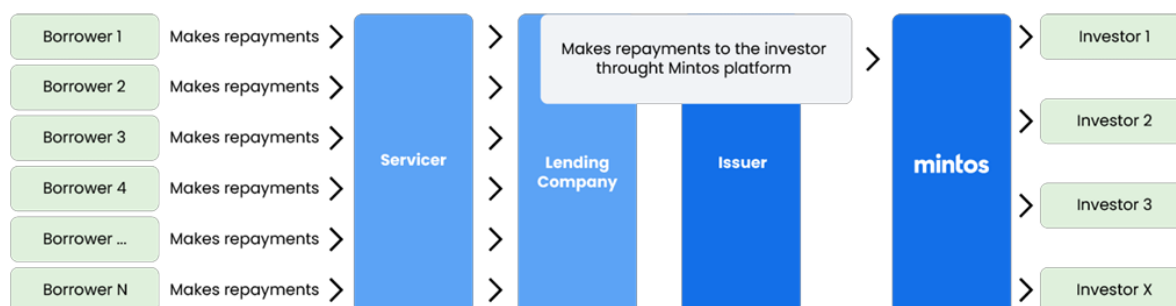 Borrower 1 Makes repayments
Makes repayments to the investor
throught Mintos platform
Investor 1
Borrower 2 Makes repayments
Investor 2
Borrower 3 Makes repayments
Servicer
Lending
Company
Issuer
mintos
Borrower 4 Makes repayments
Investor 3
Borrower ... Makes repayments
Borrower N Makes repayments
Investor X